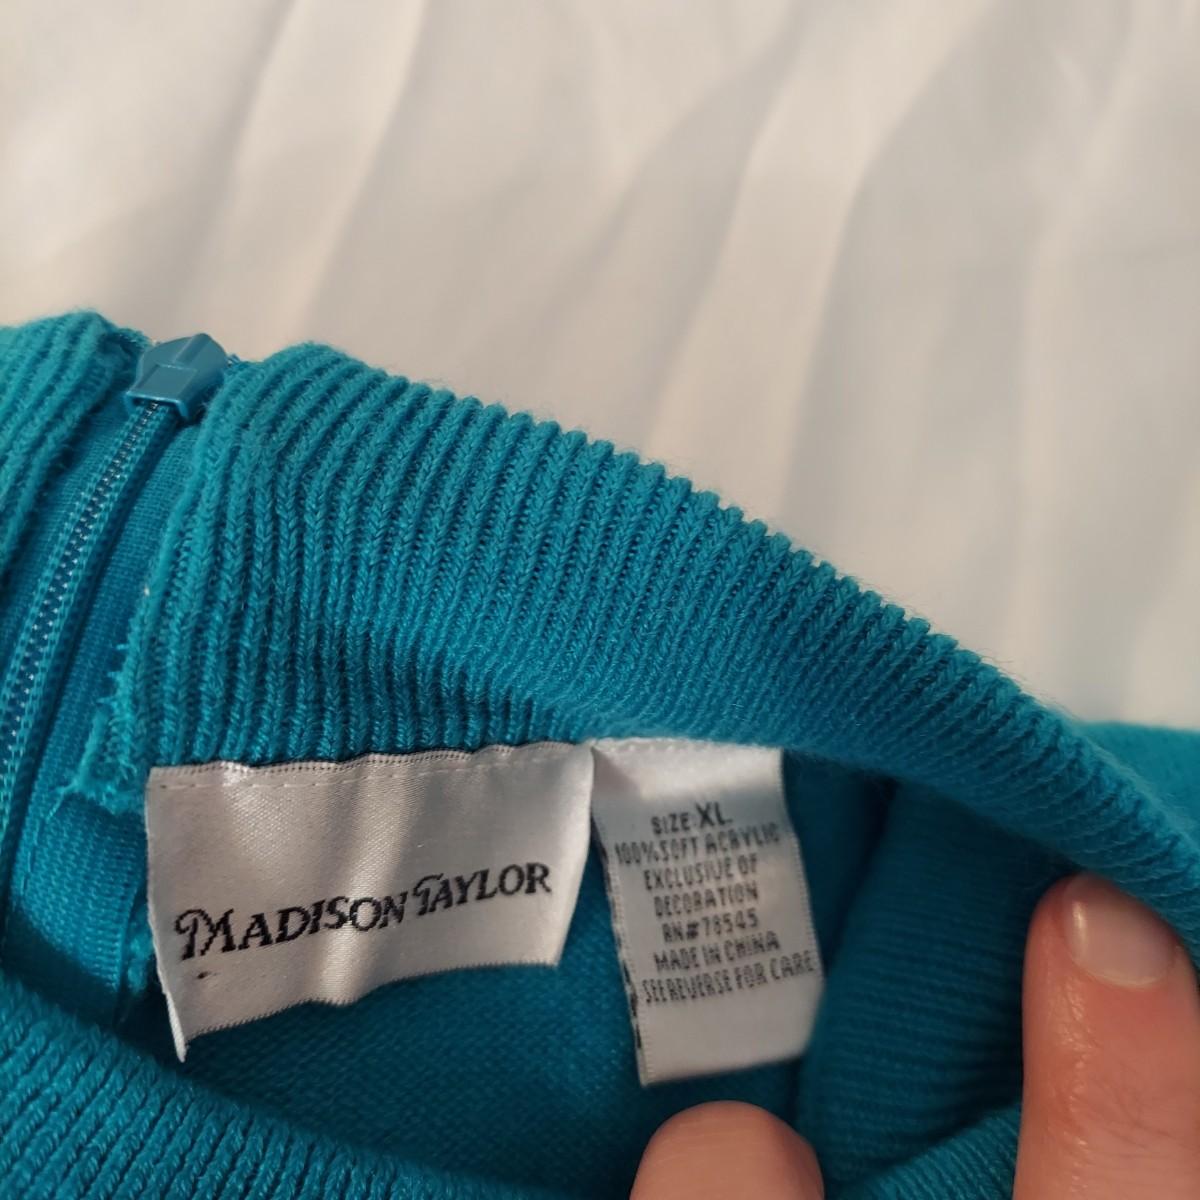 MADISON TAYLOR
SIZE: XL
100% SOFT ACRYLIC
EXCLUSIVE OF
DECORATION
RN# 78545
MADE IN CHINA
SEE REVERSE FOR CARE